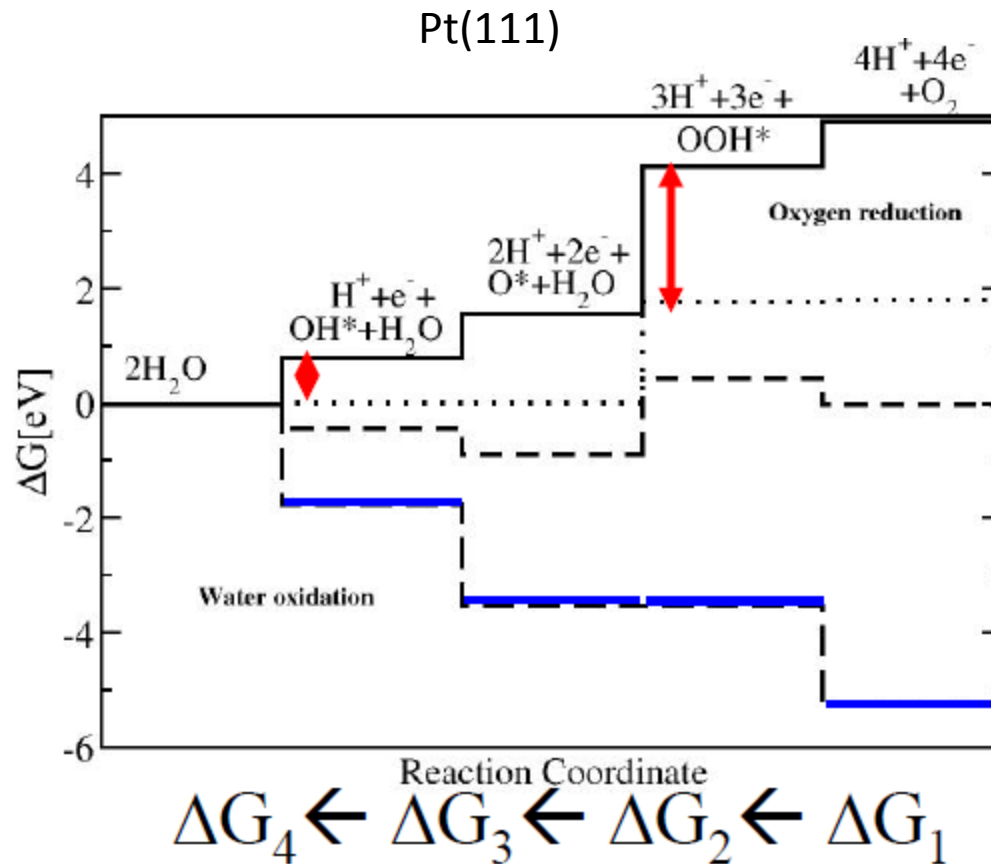 Pt(111)
4H⁺+4e⁻
+O₂
3H⁺+3e⁻+
OOH*
Oxygen reduction
2H⁺+2e⁻+
O*+H₂O
H⁺+e⁻+
OH*+H₂O
2H₂O
ΔG[eV]
4
2
0
-2
-4
-6
Water oxidation
Reaction Coordinate
ΔG₄ ← ΔG₃ ← ΔG₂ ← ΔG₁